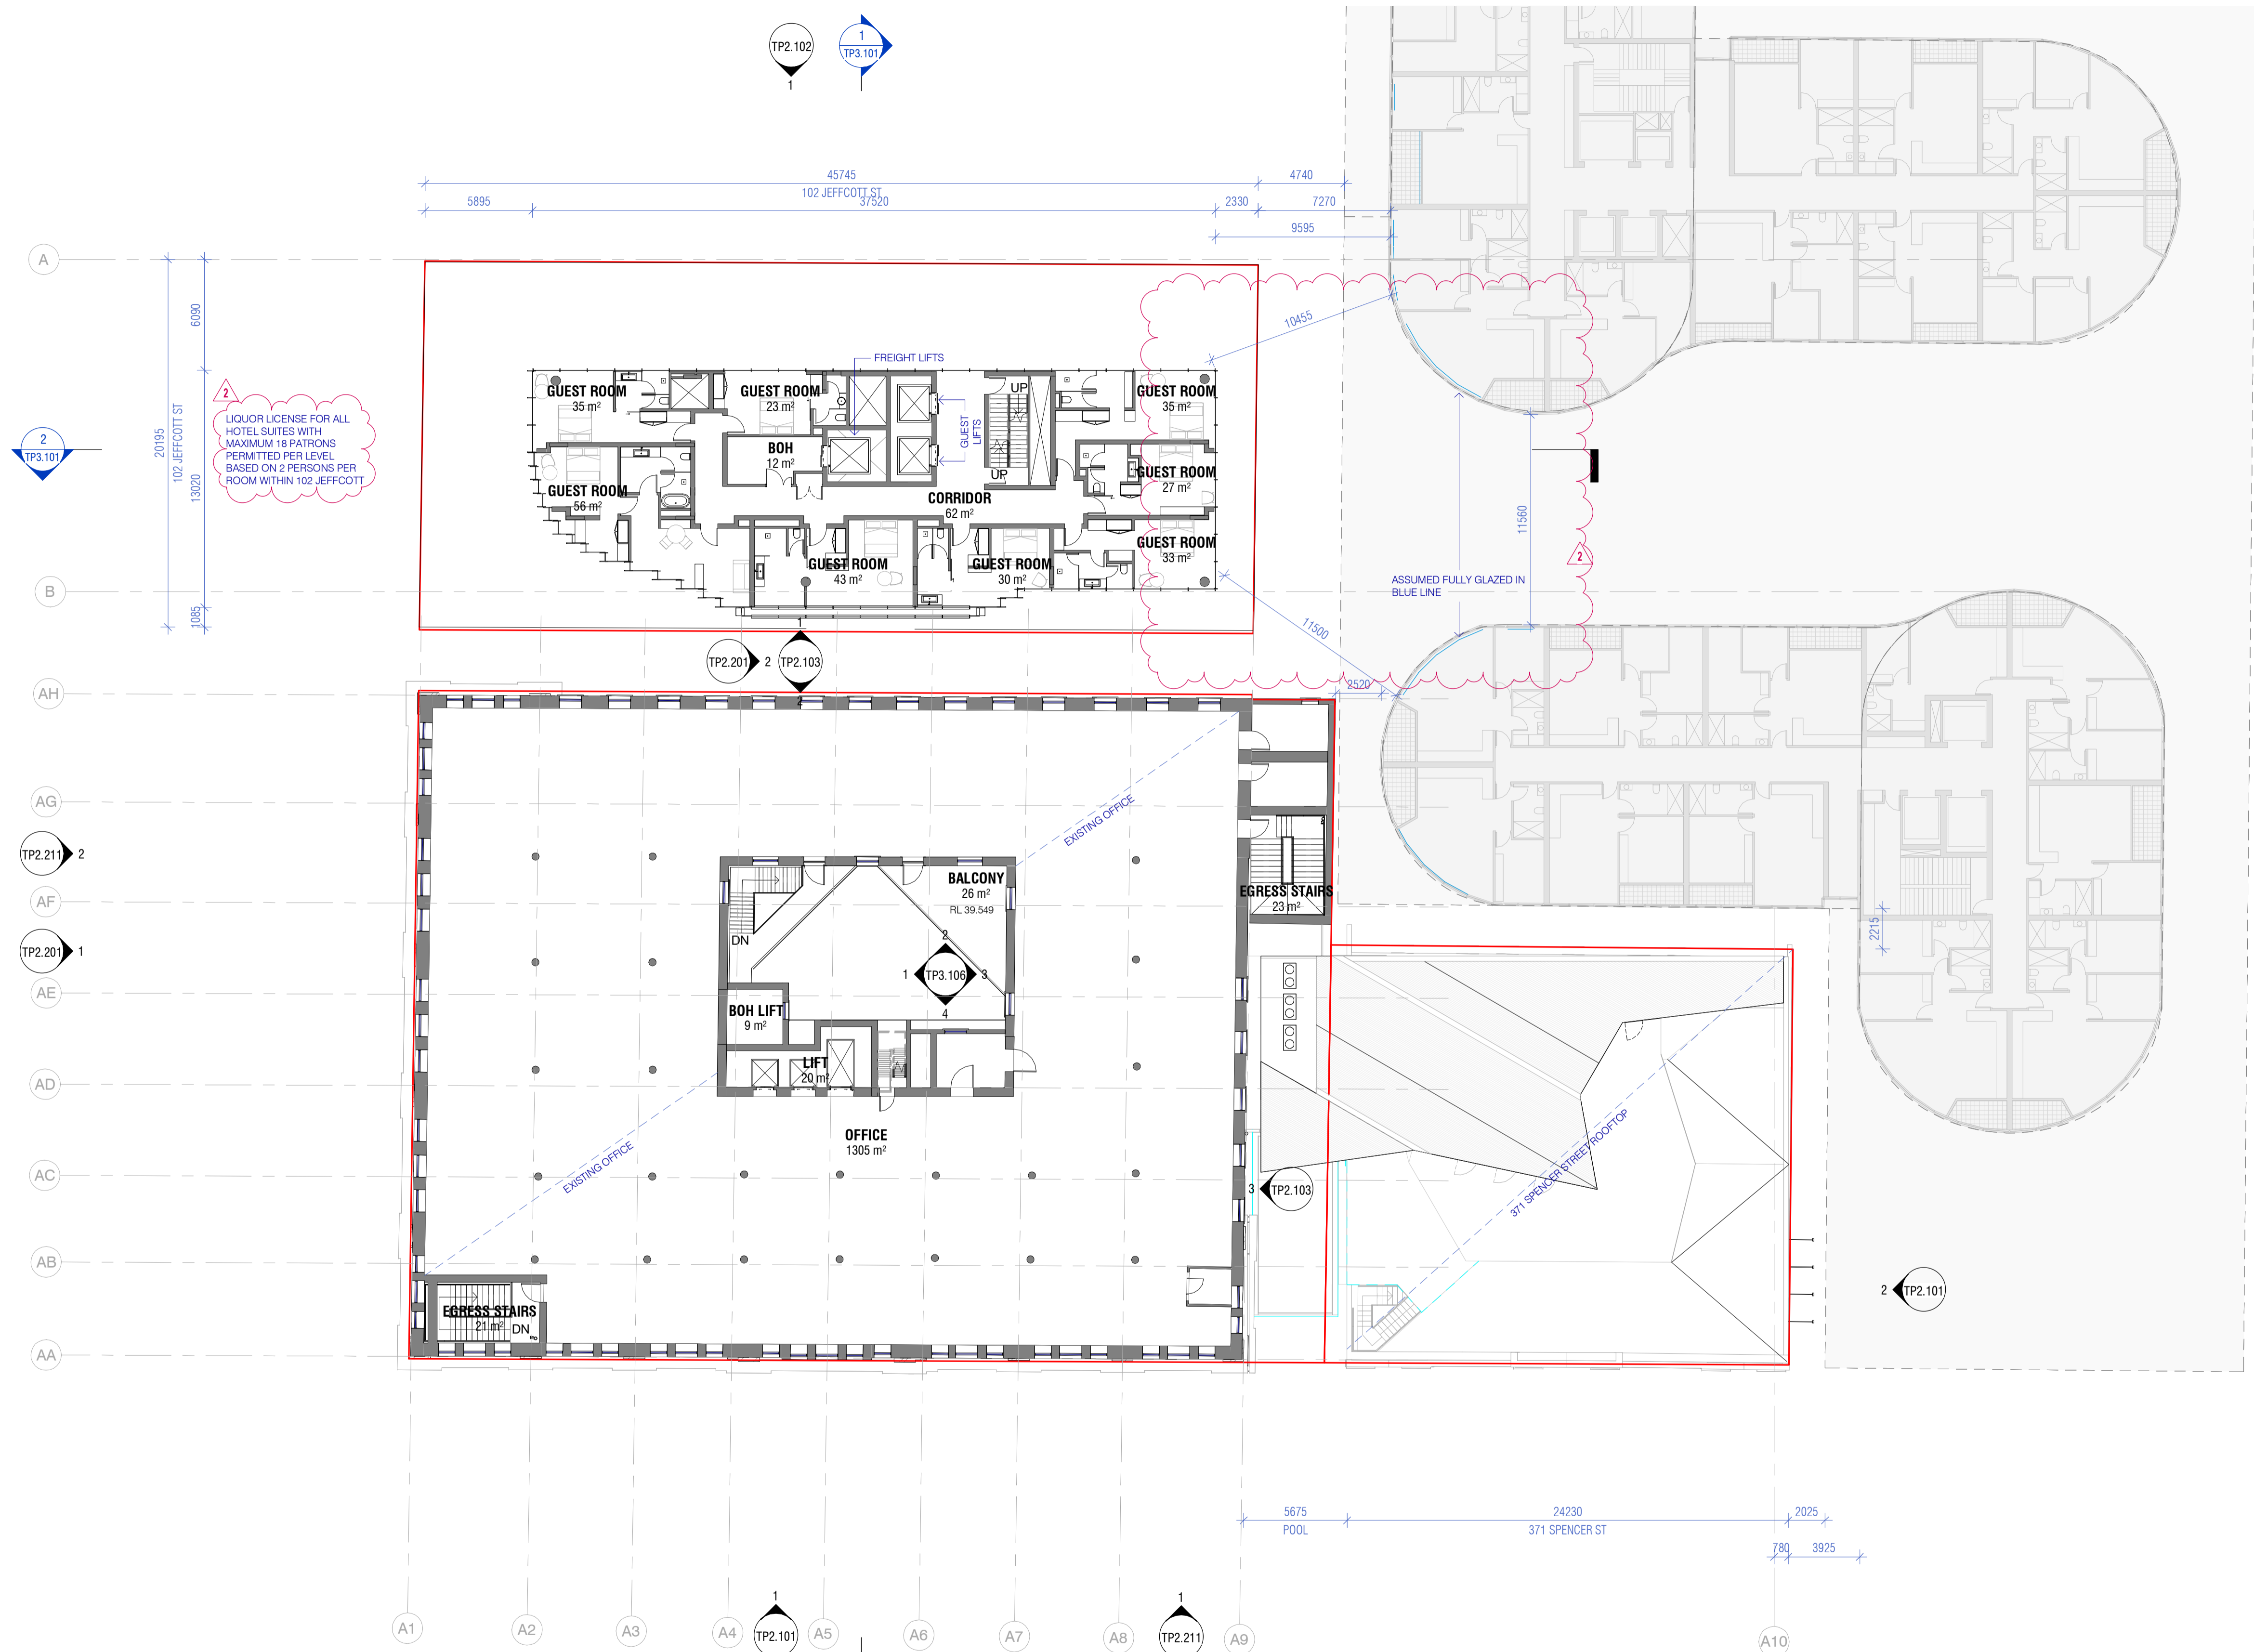 TP2.102
1
1
TP3.101
45745
4740
102 JEFFCOTT ST
5895
37520
2330
7270
9595
A
6090
20195
102 JEFFCOTT ST
13020
1085
10455
2
LIQUOR LICENSE FOR ALL
HOTEL SUITES WITH
MAXIMUM 18 PATRONS
PERMITTED PER LEVEL
BASED ON 2 PERSONS PER
ROOM WITHIN 102 JEFFCOTT
2
TP3.101
FREIGHT LIFTS
GUEST ROOM
35 m²
GUEST ROOM
23 m²
UP
GUEST LIFTS
GUEST ROOM
35 m²
BOH
12 m²
UP
GUEST ROOM
27 m²
GUEST ROOM
56 m²
CORRIDOR
62 m²
GUEST ROOM
33 m²
GUEST ROOM
43 m²
GUEST ROOM
30 m²
11560
2
ASSUMED FULLY GLAZED IN
BLUE LINE
B
11500
1
TP2.201
2
TP2.103
2
2520
AH
AG
EXISTING OFFICE
TP2.211
2
AF
BALCONY
26 m²
RL 39.549
EGRESS STAIRS
23 m²
2215
DN
TP2.201
1
2
1
TP3.106
3
4
AE
BOH LIFT
9 m²
LIFT
20 m²
AD
OFFICE
1305 m²
EXISTING OFFICE
371 SPENCER STREET ROOFTOP
AC
3
TP2.103
AB
2
TP2.101
EGRESS STAIRS
21 m²
DN
AA
5675
24230
2025
POOL
371 SPENCER ST
780
3925
1
1
A1
A2
A3
A4
TP2.101
A5
A6
A7
A8
TP2.211
A9
A10